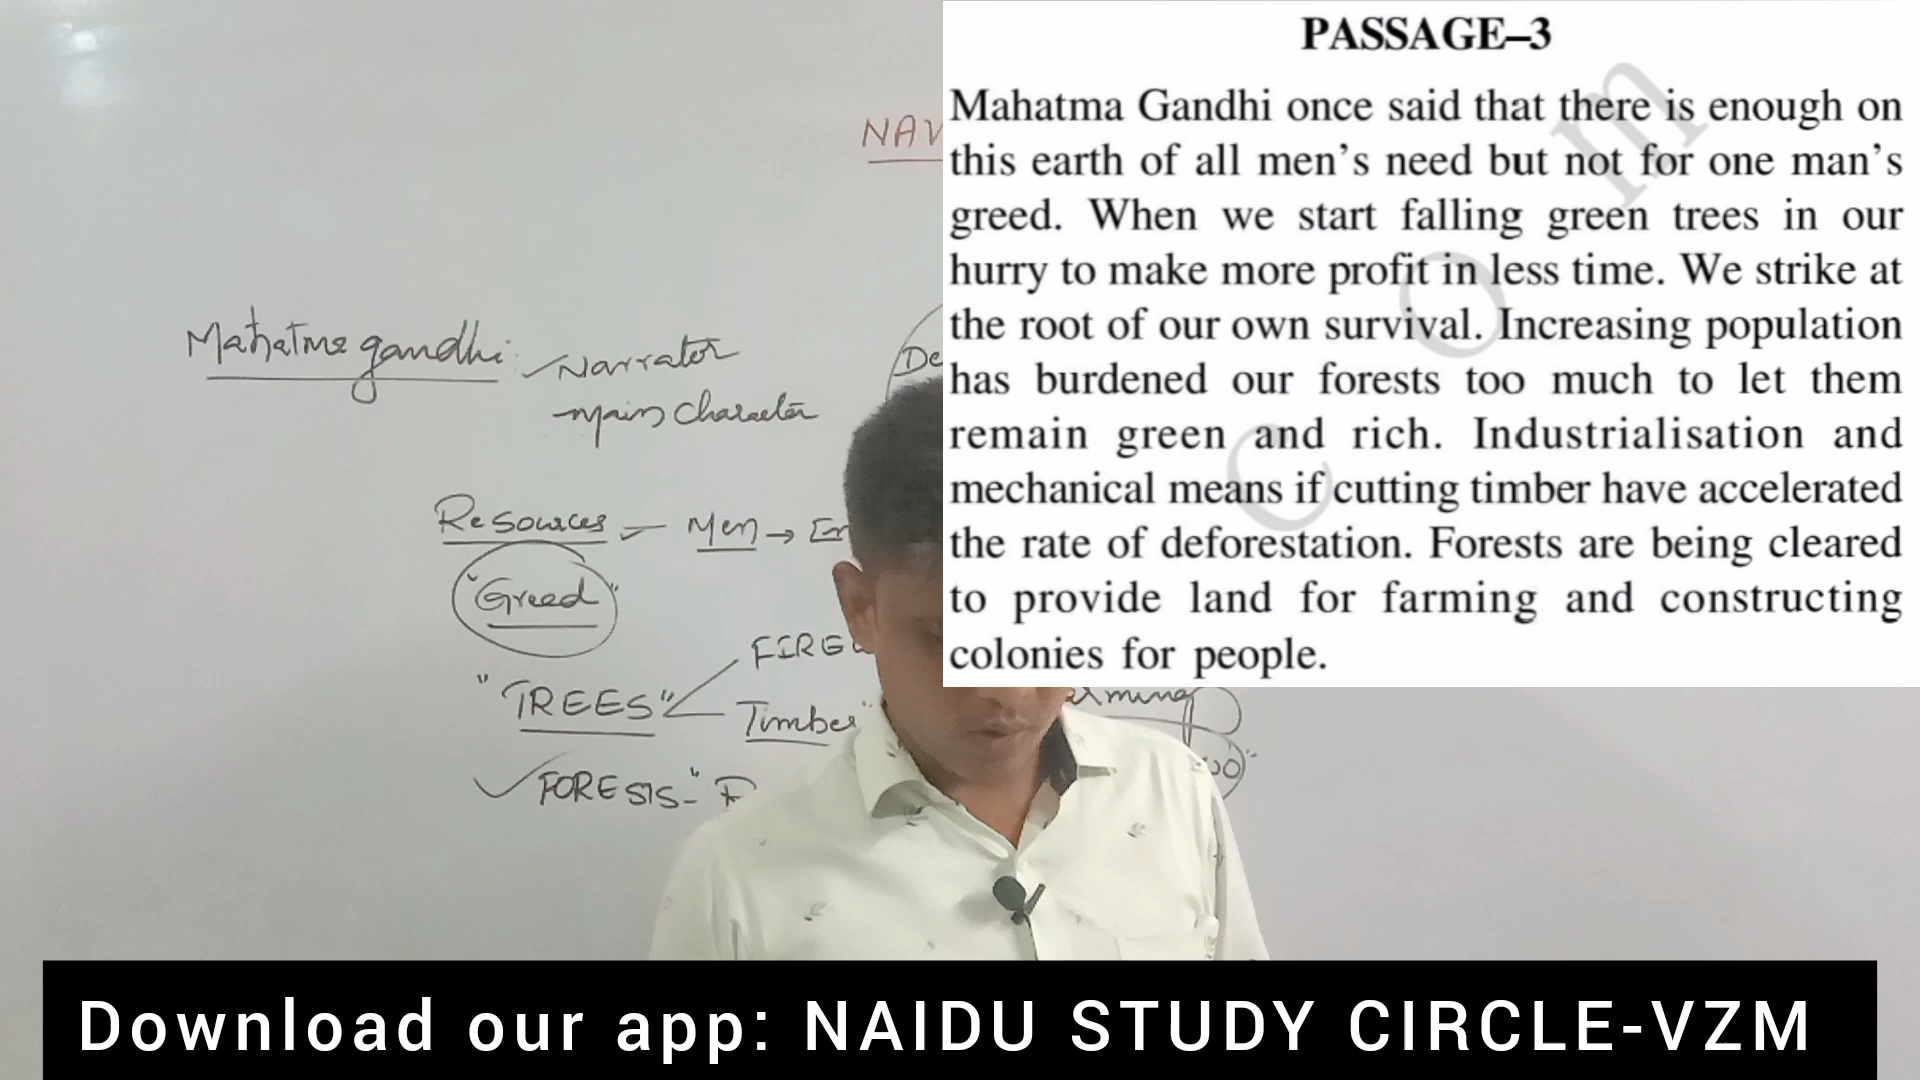 PASSAGE–3
Mahatma Gandhi once said that there is enough on
this earth of all men's need but not for one man's
greed. When we start falling green trees in our
hurry to make more profit in less time. We strike at
the root of our own survival. Increasing population
has burdened our forests too much to let them
remain green and rich. Industrialisation and
mechanical means if cutting timber have accelerated
the rate of deforestation. Forests are being cleared
to provide land for farming and constructing
colonies for people.
com
NAV
Mahatma gandhi: Narrator
main character
De
Resources – Men → En
"Greed"
FIRE
"TREES"
Timber"
FORESTS-"
Download our app: NAIDU STUDY CIRCLE-VZM